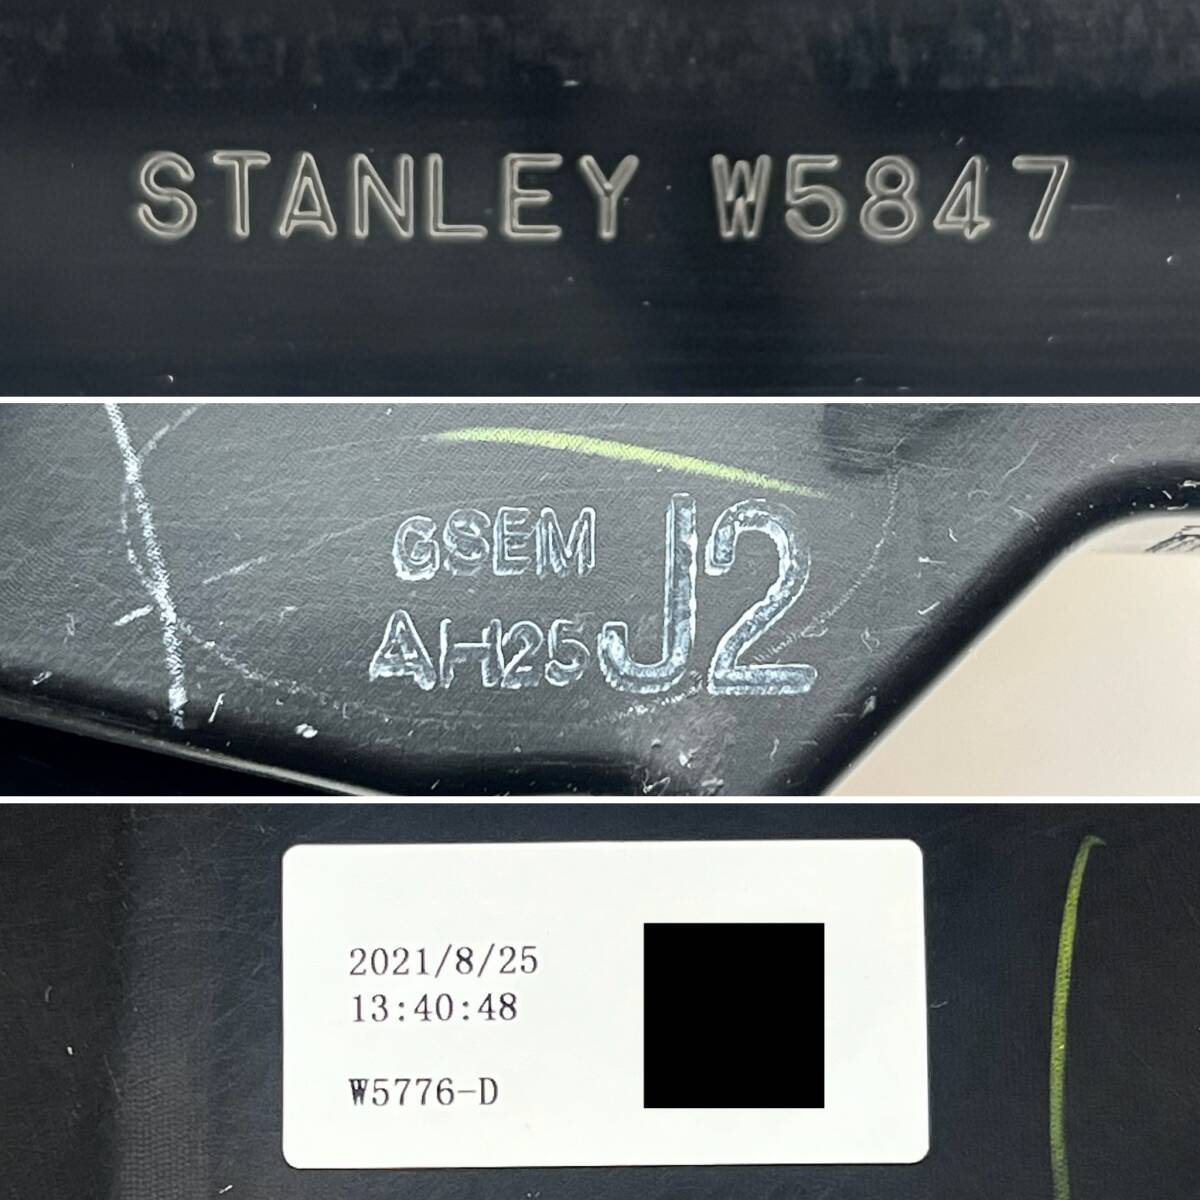 STANLEY W5847
GSEM J2
AH25
2021/8/25
13:40:48
W5776-D